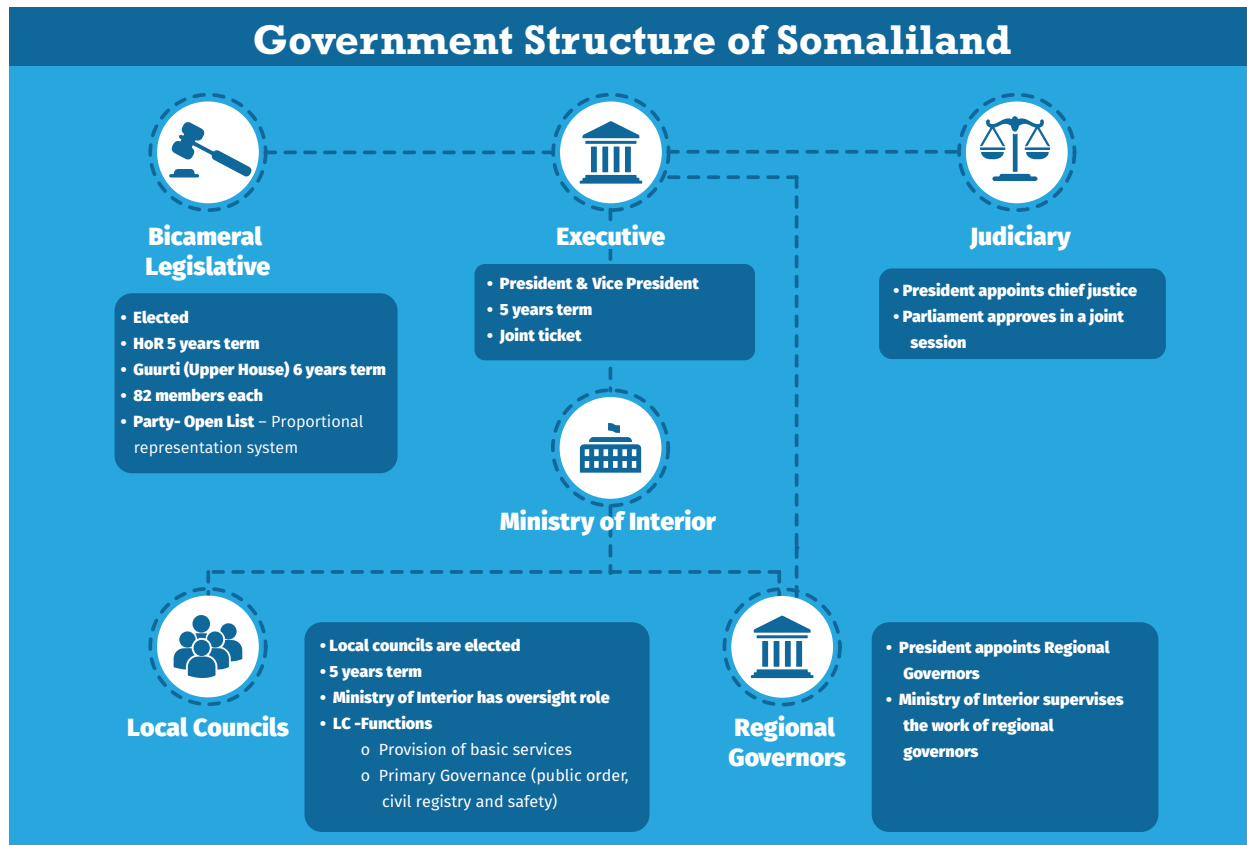 Government Structure of Somaliland
Bicameral
Legislative
• Elected
• HoR 5 years term
• Guurti (Upper House) 6 years term
• 82 members each
• Party- Open List – Proportional
representation system
Executive
• President & Vice President
• 5 years term
• Joint ticket
Judiciary
• President appoints chief justice
• Parliament approves in a joint
session
Ministry of Interior
Local Councils
• Local councils are elected
• 5 years term
• Ministry of Interior has oversight role
• LC -Functions
o Provision of basic services
o Primary Governance (public order,
civil registry and safety)
Regional
Governors
• President appoints Regional
Governors
• Ministry of Interior supervises
the work of regional
governors